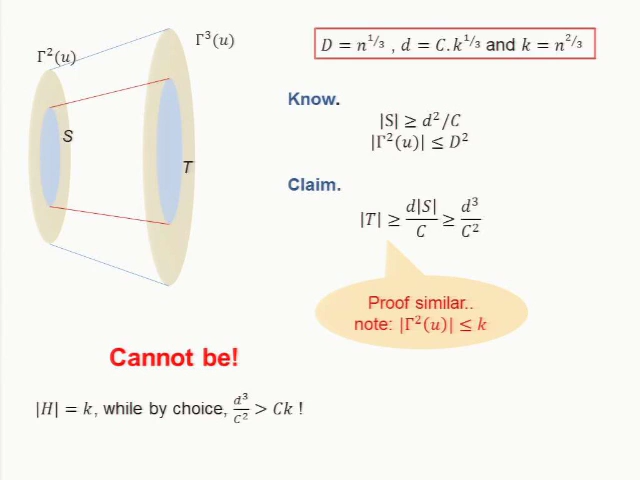 Γ²(u)
Γ³(u)
S
T
D = n^{1/3} , d = C.k^{1/3} and k = n^{2/3}
Know.
|S| ≥ d²/C
|Γ²(u)| ≤ D²
Claim.
|T| ≥ d|S|/C ≥ d³/C²
Proof similar..
note: |Γ²(u)| ≤ k
Cannot be!
|H| = k, while by choice, d³/C² > Ck !